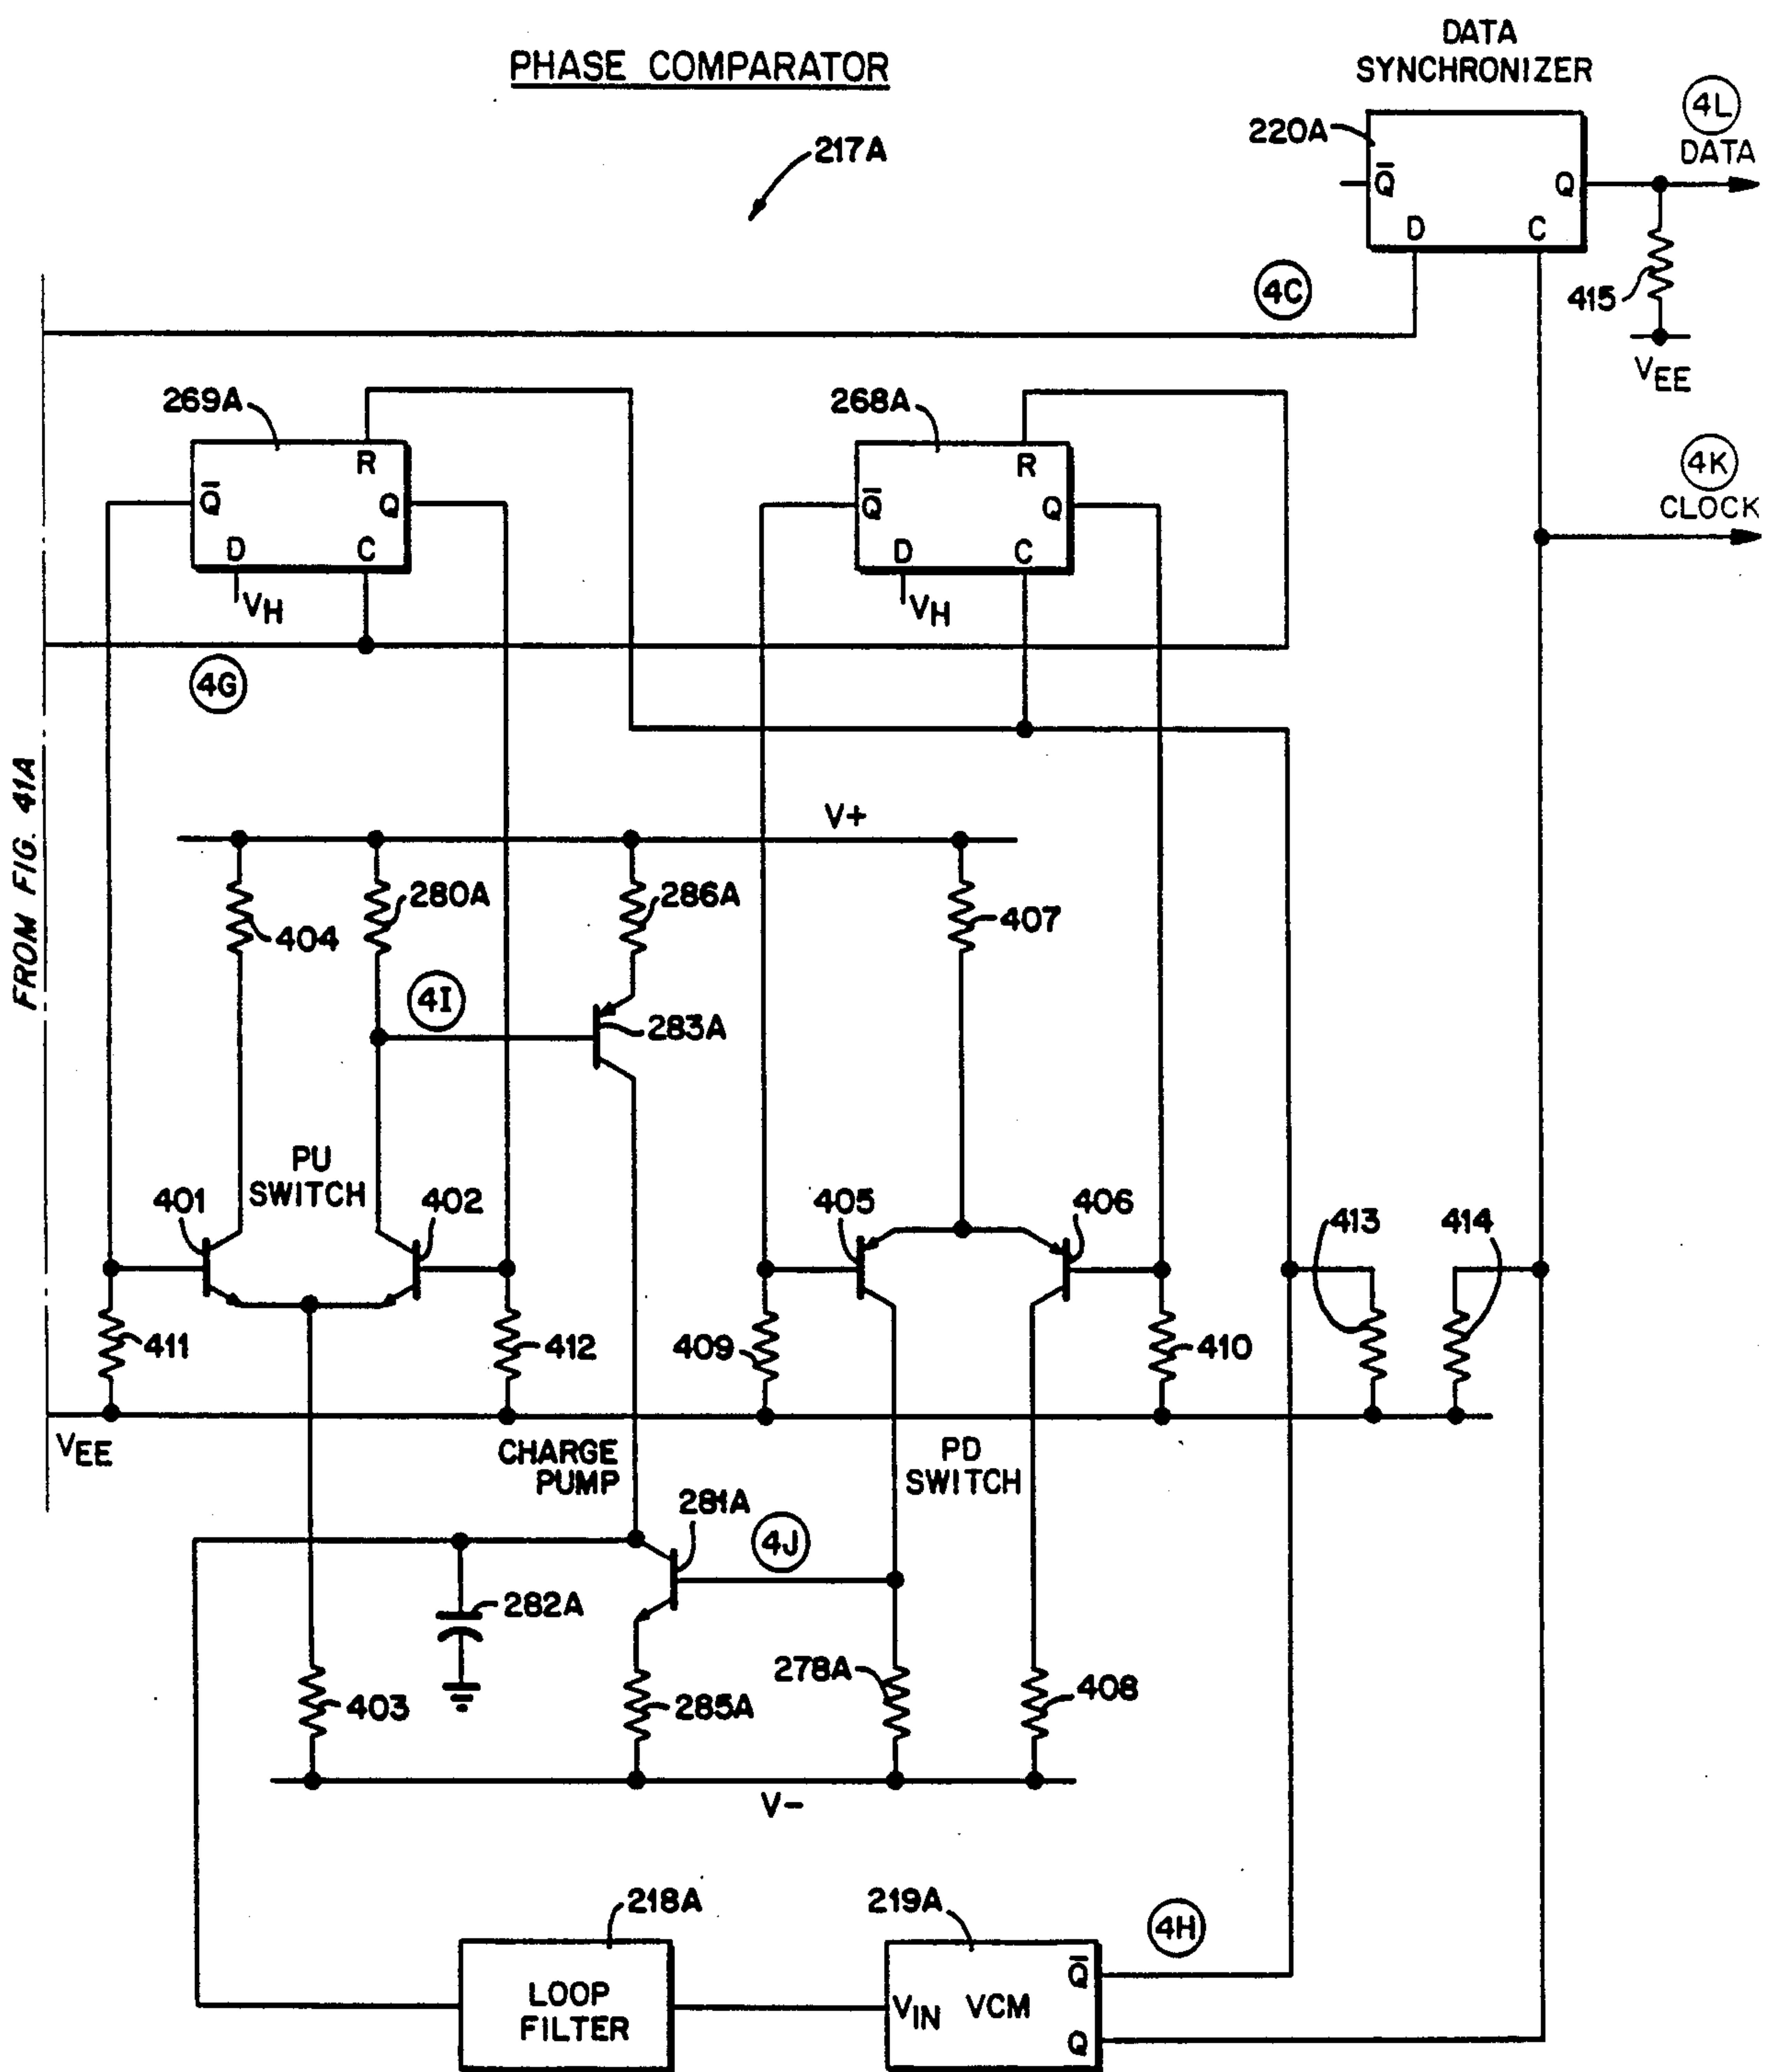 PHASE COMPARATOR
217A
DATA
SYNCHRONIZER
220A
Q̅
Q
D
C
4L
DATA
415
VEE
4C
269A
R
Q̅
Q
D
C
VH
268A
R
Q̅
Q
D
C
VH
4K
CLOCK
4G
FROM FIG. 41A
V+
404
280A
286A
407
4I
283A
PU
SWITCH
401
402
405
406
413
414
411
412
409
410
VEE
CHARGE
PUMP
PD
SWITCH
281A
4J
282A
403
285A
278A
408
V-
218A
219A
4H
LOOP
FILTER
VIN
VCM
Q̅
Q